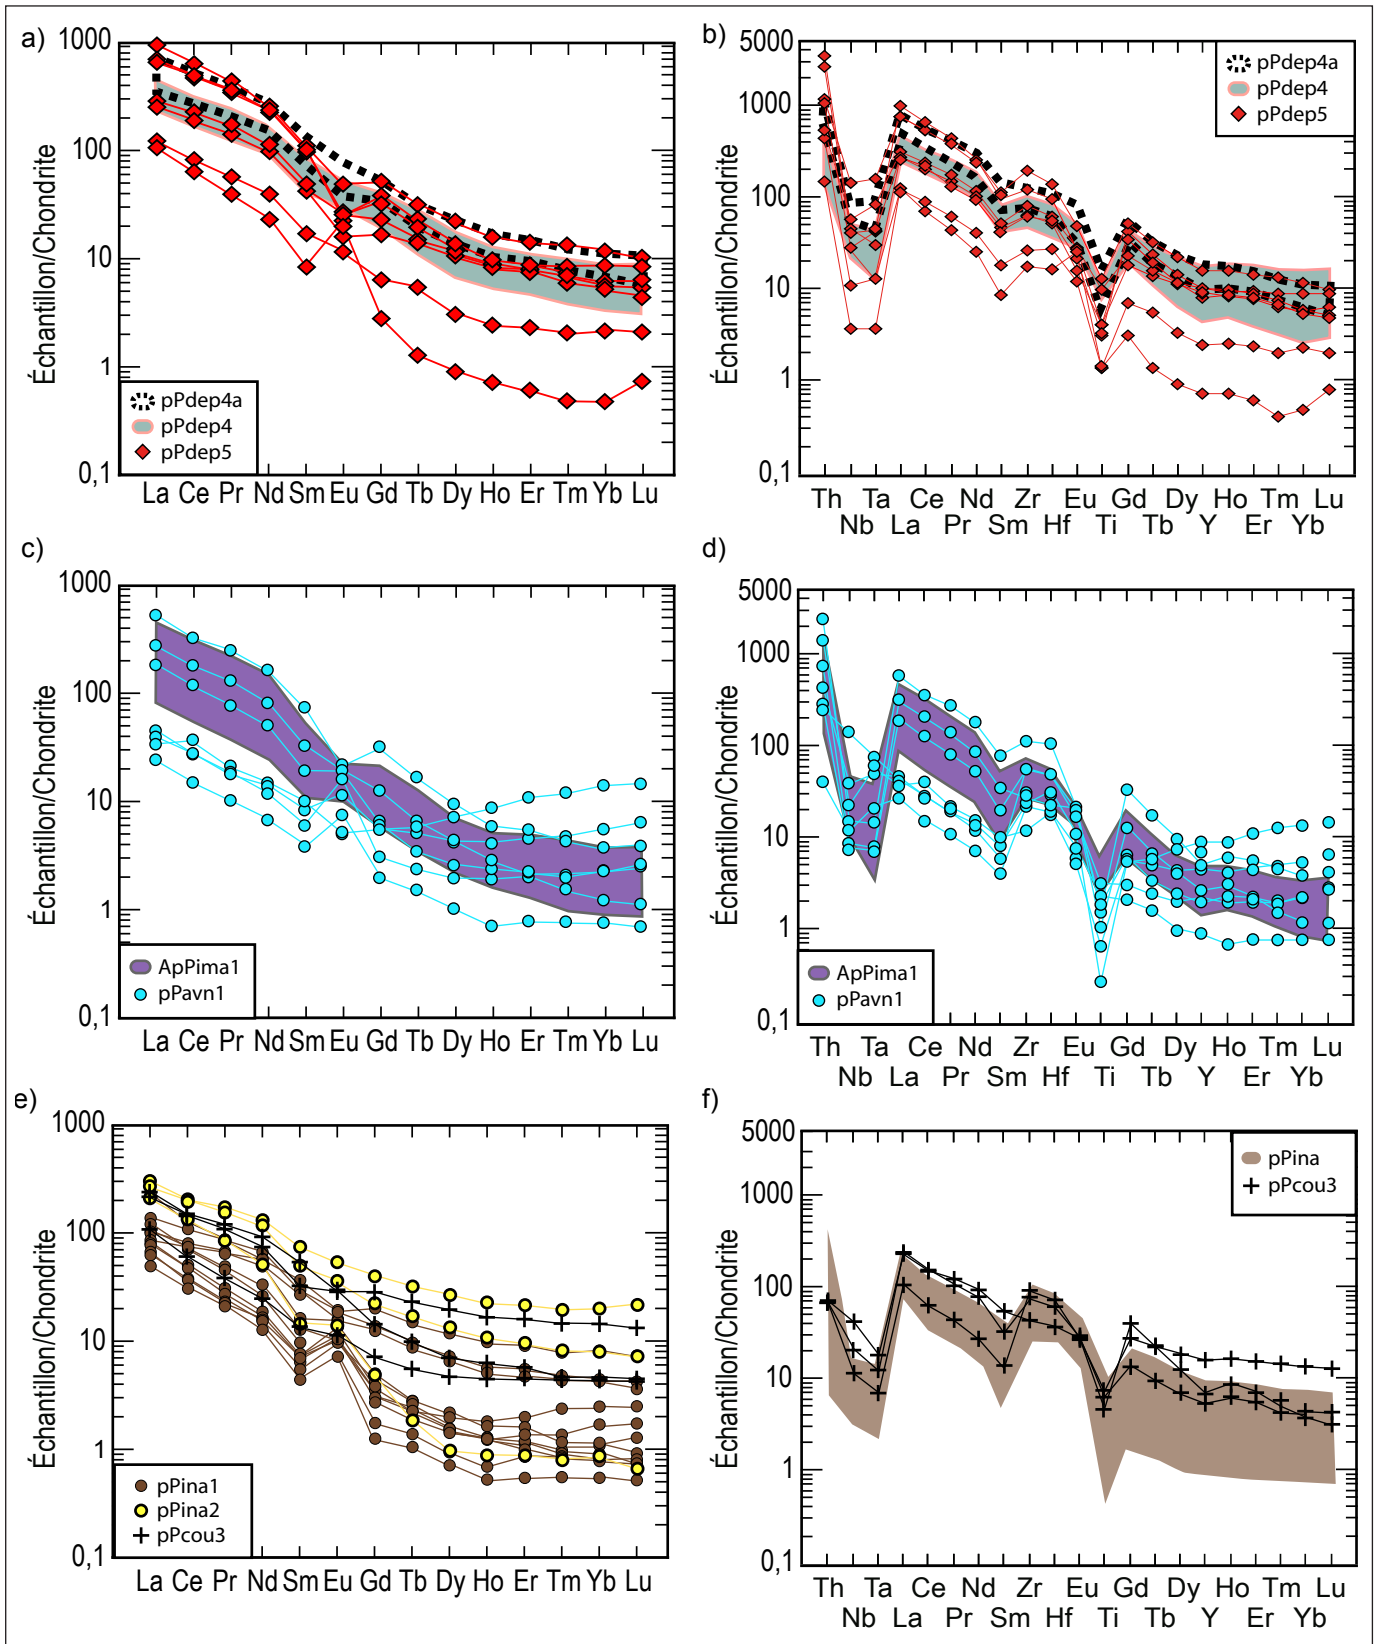 a)
Échantillon/Chondrite
1000
100
10
1
0,1
pPdep4a
pPdep4
pPdep5
La Ce Pr Nd Sm Eu Gd Tb Dy Ho Er Tm Yb Lu
b)
Échantillon/Chondrite
5000
1000
100
10
1
0,1
pPdep4a
pPdep4
pPdep5
Th Ta Ce Nd Zr Eu Gd Dy Ho Tm Lu
Nb La Pr Sm Hf Ti Tb Y Er Yb
c)
Échantillon/Chondrite
1000
100
10
1
0,1
ApPima1
pPavn1
La Ce Pr Nd Sm Eu Gd Tb Dy Ho Er Tm Yb Lu
d)
Échantillon/Chondrite
5000
1000
100
10
1
0,1
ApPima1
pPavn1
Th Ta Ce Nd Zr Eu Gd Dy Ho Tm Lu
Nb La Pr Sm Hf Ti Tb Y Er Yb
e)
Échantillon/Chondrite
1000
100
10
1
0,1
pPina1
pPina2
pPcou3
La Ce Pr Nd Sm Eu Gd Tb Dy Ho Er Tm Yb Lu
f)
Échantillon/Chondrite
5000
1000
100
10
1
0,1
pPina
pPcou3
Th Ta Ce Nd Zr Eu Gd Dy Ho Tm Lu
Nb La Pr Sm Hf Ti Tb Y Er Yb